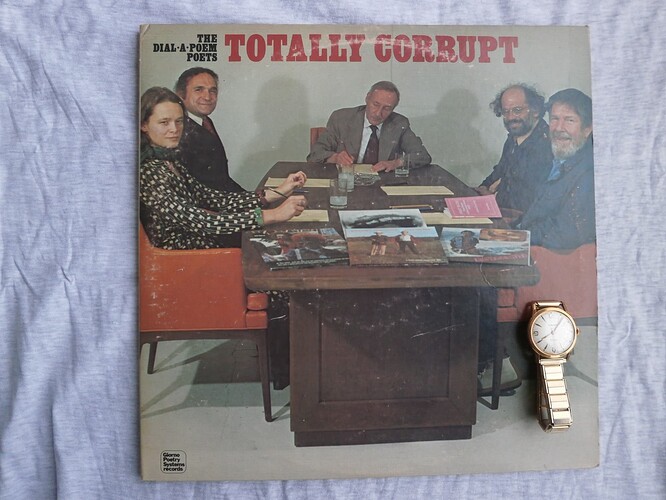 THE
DIAL-A-POEM
POETS
TOTALLY CORRUPT
Giorno
Poetry
Systems
records